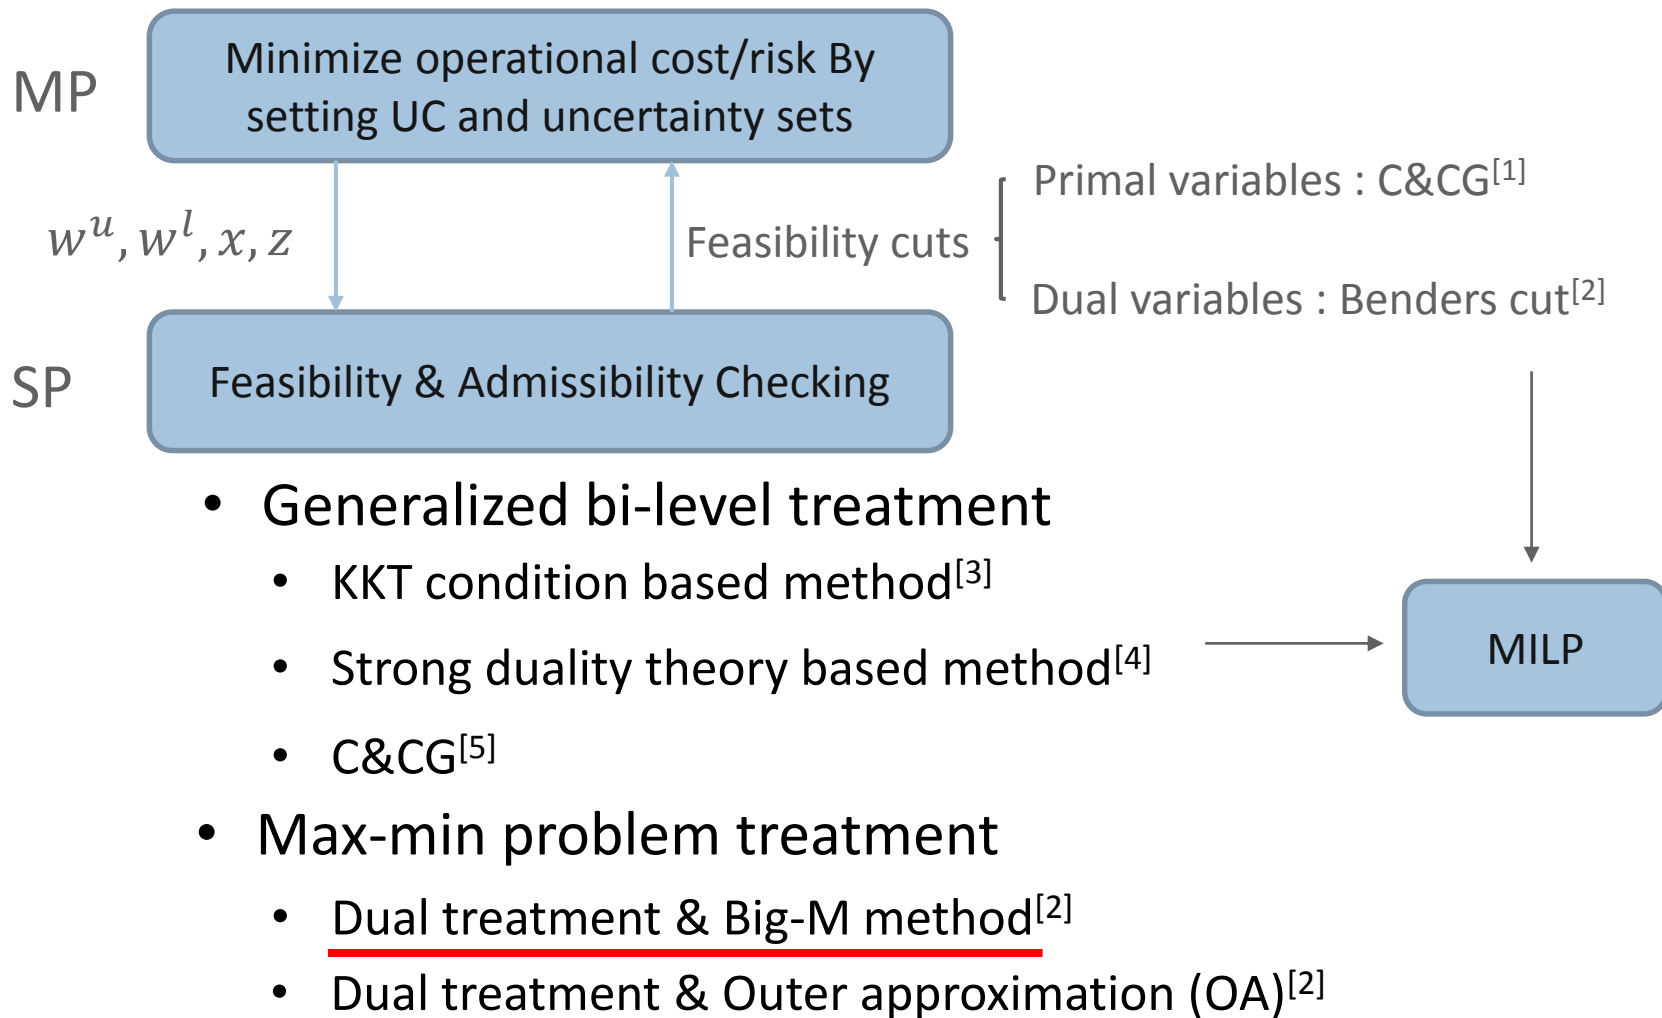 MP
Minimize operational cost/risk By
setting UC and uncertainty sets
w^u, w^l, x, z
Feasibility cuts
Primal variables : C&CG[1]
Dual variables : Benders cut[2]
SP
Feasibility & Admissibility Checking
• Generalized bi-level treatment
• KKT condition based method[3]
• Strong duality theory based method[4]
• C&CG[5]
MILP
• Max-min problem treatment
• Dual treatment & Big-M method[2]
• Dual treatment & Outer approximation (OA)[2]